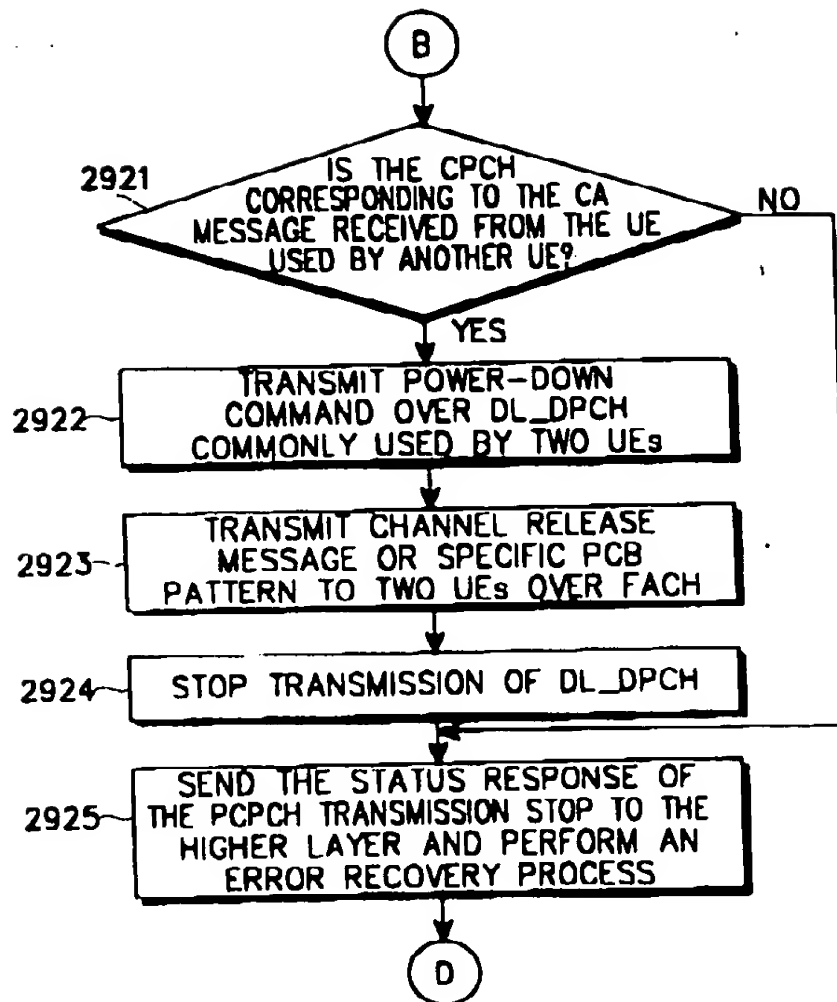 B
2921
IS THE CPCH
CORRESPONDING TO THE CA
MESSAGE RECEIVED FROM THE UE
USED BY ANOTHER UE?
NO
YES
2922
TRANSMIT POWER-DOWN
COMMAND OVER DL_DPCH
COMMONLY USED BY TWO UEs
2923
TRANSMIT CHANNEL RELEASE
MESSAGE OR SPECIFIC PCB
PATTERN TO TWO UEs OVER FACH
2924
STOP TRANSMISSION OF DL_DPCH
2925
SEND THE STATUS RESPONSE OF
THE PCPCH TRANSMISSION STOP TO THE
HIGHER LAYER AND PERFORM AN
ERROR RECOVERY PROCESS
D